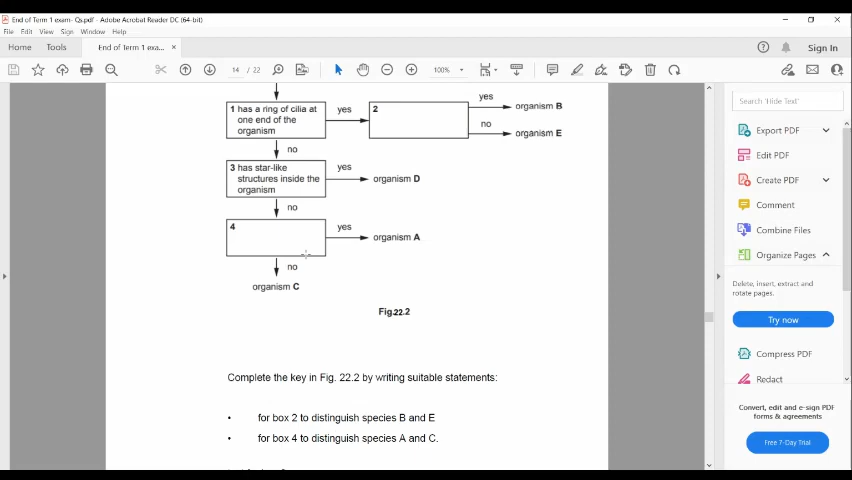 End of Term 1 exam- Qs.pdf - Adobe Acrobat Reader DC (64-bit)
File Edit View Sign Window Help
Home Tools End of Term 1 exa... × Sign In
14 / 22 100%
yes
1 has a ring of cilia at one end of the organism
yes
2
organism B
no
organism E
no
3 has star-like structures inside the organism
yes
organism D
no
4
yes
organism A
no
organism C
Fig.22.2
Complete the key in Fig. 22.2 by writing suitable statements:
• for box 2 to distinguish species B and E
• for box 4 to distinguish species A and C.
Search 'Hide Text'
Export PDF
Edit PDF
Create PDF
Comment
Combine Files
Organize Pages
Delete, insert, extract and
rotate pages.
Try now
Compress PDF
Redact
Convert, edit and e-sign PDF
forms & agreements
Free 7-Day Trial